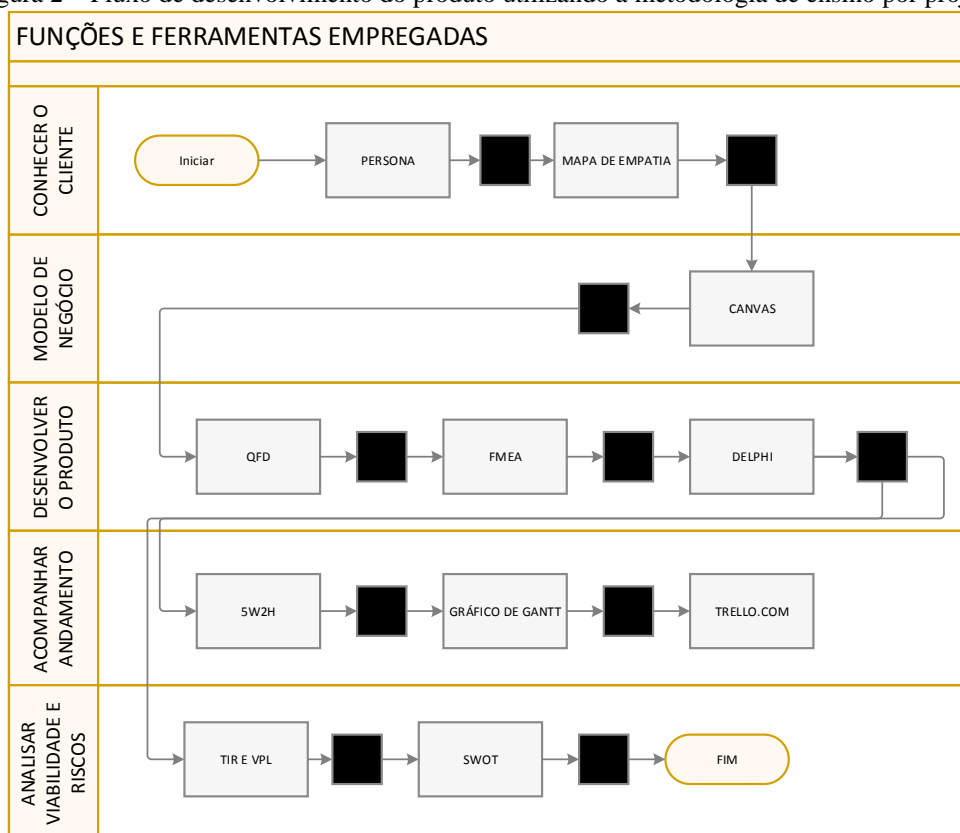 Figura 2 – Fluxo de desenvolvimento do produto utilizando a metodologia de ensino por
FUNÇÕES E FERRAMENTAS EMPREGADAS
CONHECER O
CLIENTE
Iniciar
PERSONA
MAPA DE EMPATIA
MODELO DE
NEGÓCIO
CANVAS
DESENVOLVER
O PRODUTO
QFD
FMEA
DELPHI
ACOMPANHAR
ANDAMENTO
5W2H
GRÁFICO DE GANTT
TRELLO.COM
ANALISAR
VIABILIDADE E
RISCOS
TIR E VPL
SWOT
FIM